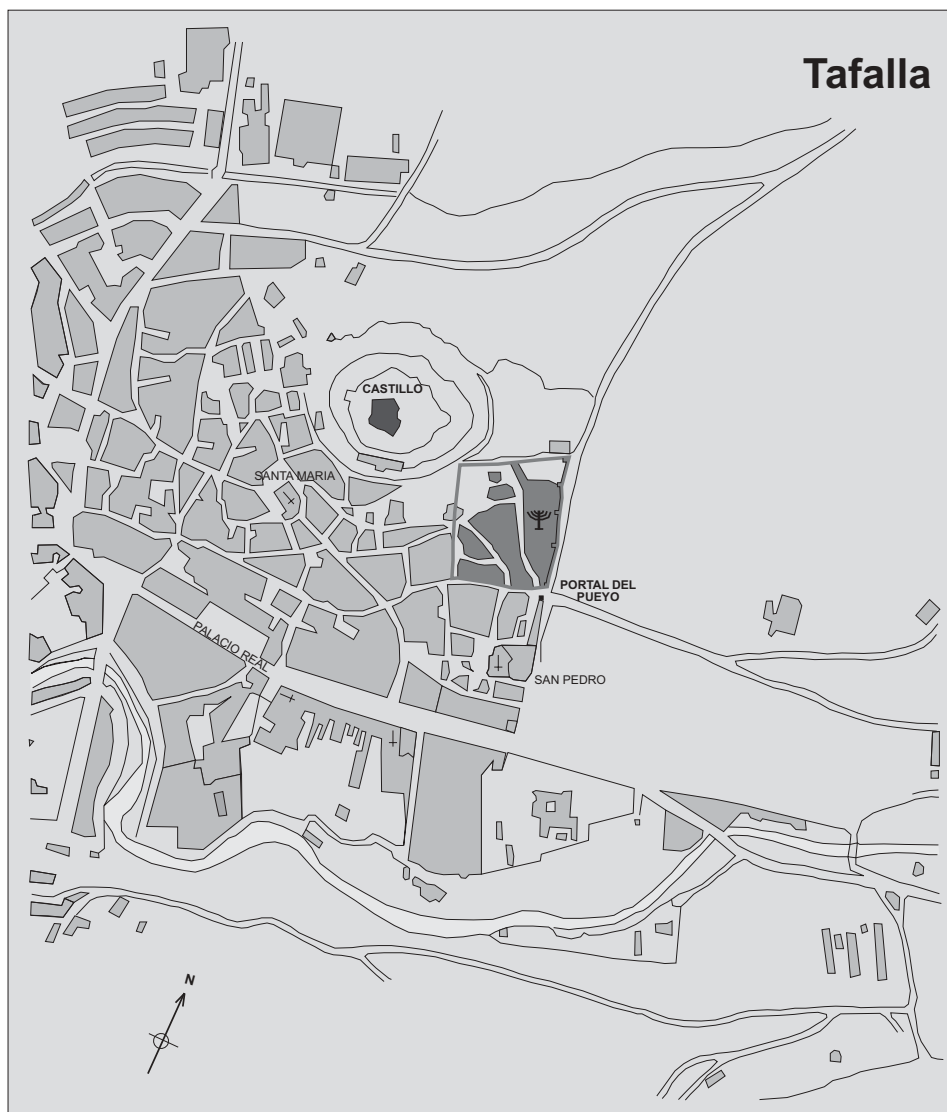 Tafalla
CASTILLO
SANTA MARIA
PORTAL DEL
PUEYO
PALACIO REAL
SAN PEDRO
N